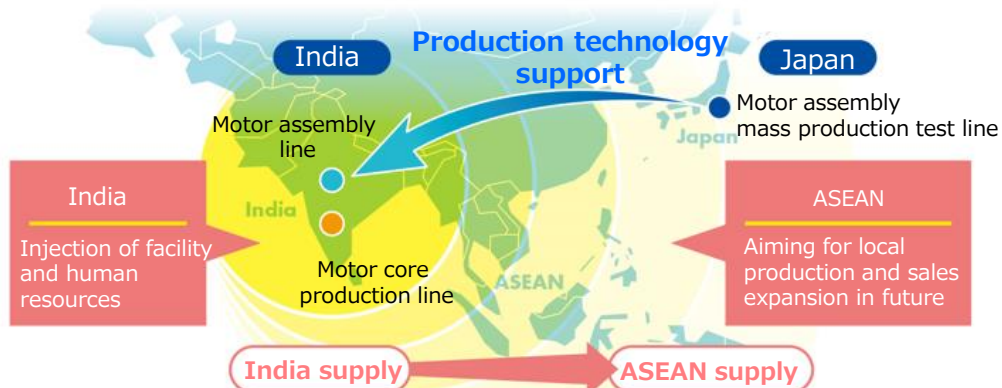 India
Production technology
support
Japan
Motor assembly
line
Motor assembly
mass production test line
Japan
India
Injection of facility
and human
resources
India
Motor core
production line
ASEAN
ASEAN
Aiming for local
production and sales
expansion in future
India supply
ASEAN supply